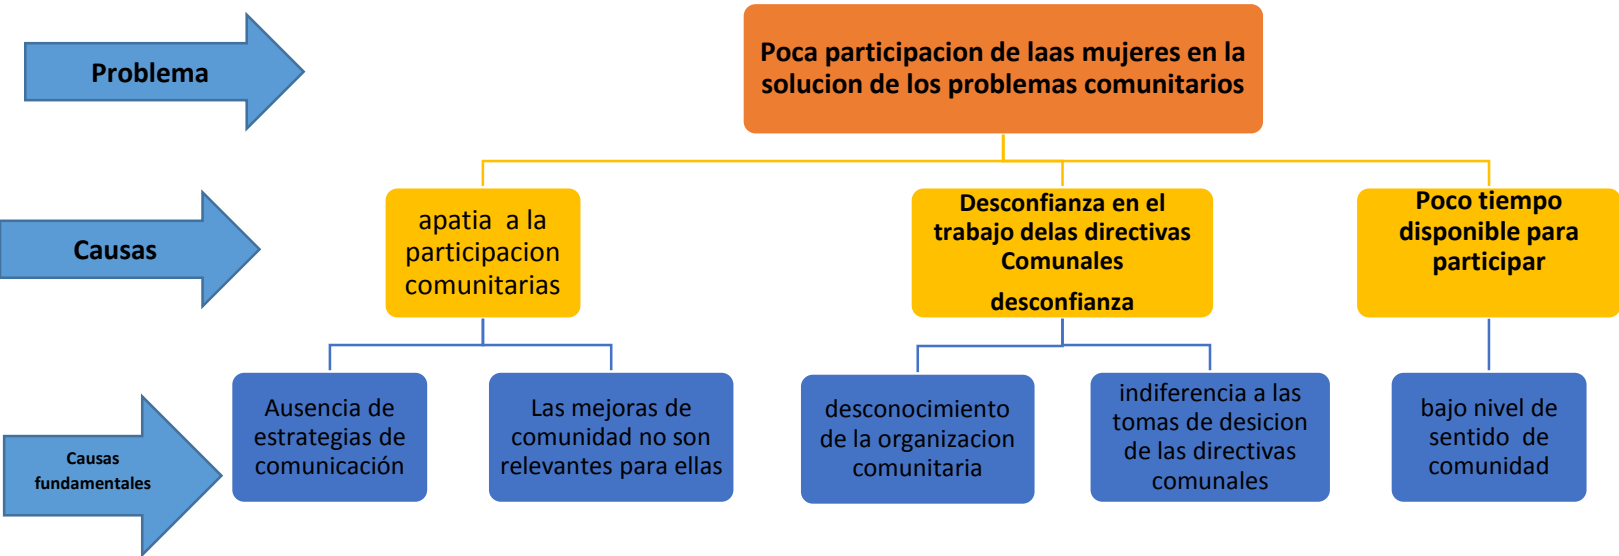 Problema
Poca participacion de laas mujeres en la
solucion de los problemas comunitarios
Causas
apatia a la
participacion
comunitarias
Desconfianza en el
trabajo delas directivas
Comunales
desconfianza
Poco tiempo
disponible para
participar
Causas
fundamentales
Ausencia de
estrategias de
comunicación
Las mejoras de
comunidad no son
relevantes para ellas
desconocimiento
de la organizacion
comunitaria
indiferencia a las
tomas de desicion
de las directivas
comunales
bajo nivel de
sentido de
comunidad